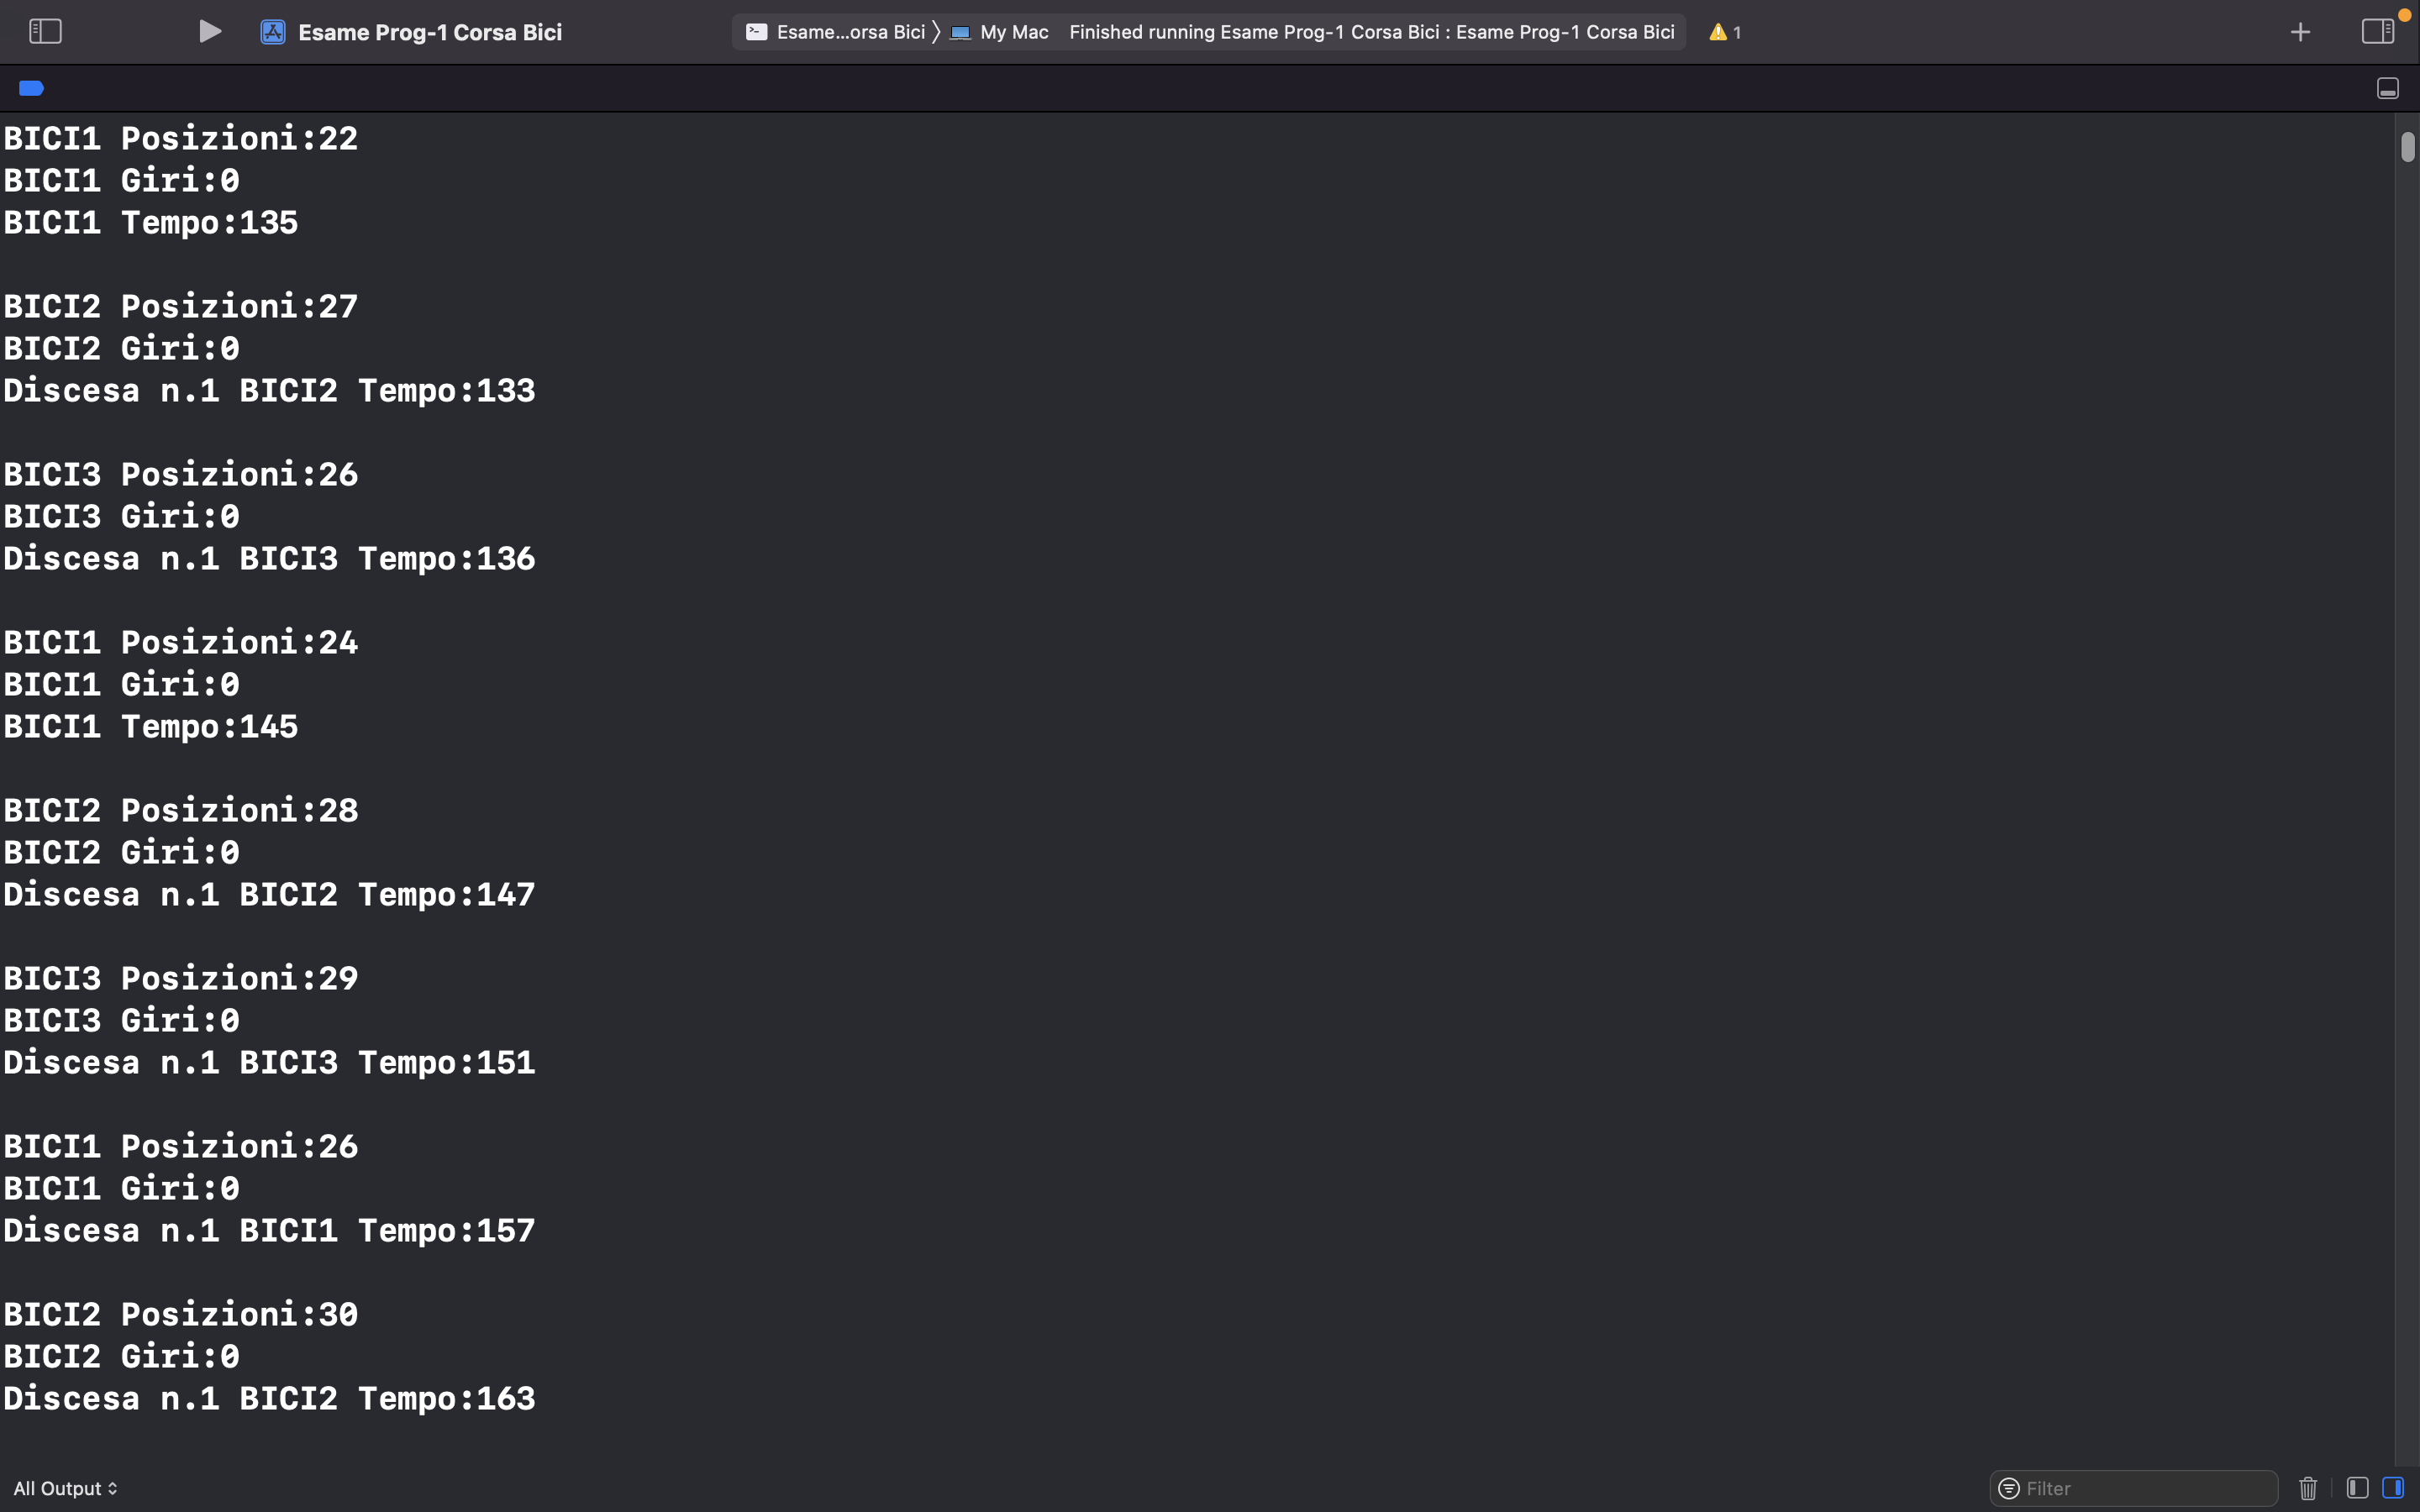 Esame Prog-1 Corsa Bici
Esame...orsa Bici 〉 My Mac Finished running Esame Prog-1 Corsa Bici : Esame Prog-1 Corsa Bici 1
BICI1 Posizioni:22
BICI1 Giri:0
BICI1 Tempo:135
BICI2 Posizioni:27
BICI2 Giri:0
Discesa n.1 BICI2 Tempo:133
BICI3 Posizioni:26
BICI3 Giri:0
Discesa n.1 BICI3 Tempo:136
BICI1 Posizioni:24
BICI1 Giri:0
BICI1 Tempo:145
BICI2 Posizioni:28
BICI2 Giri:0
Discesa n.1 BICI2 Tempo:147
BICI3 Posizioni:29
BICI3 Giri:0
Discesa n.1 BICI3 Tempo:151
BICI1 Posizioni:26
BICI1 Giri:0
Discesa n.1 BICI1 Tempo:157
BICI2 Posizioni:30
BICI2 Giri:0
Discesa n.1 BICI2 Tempo:163
All Output
Filter